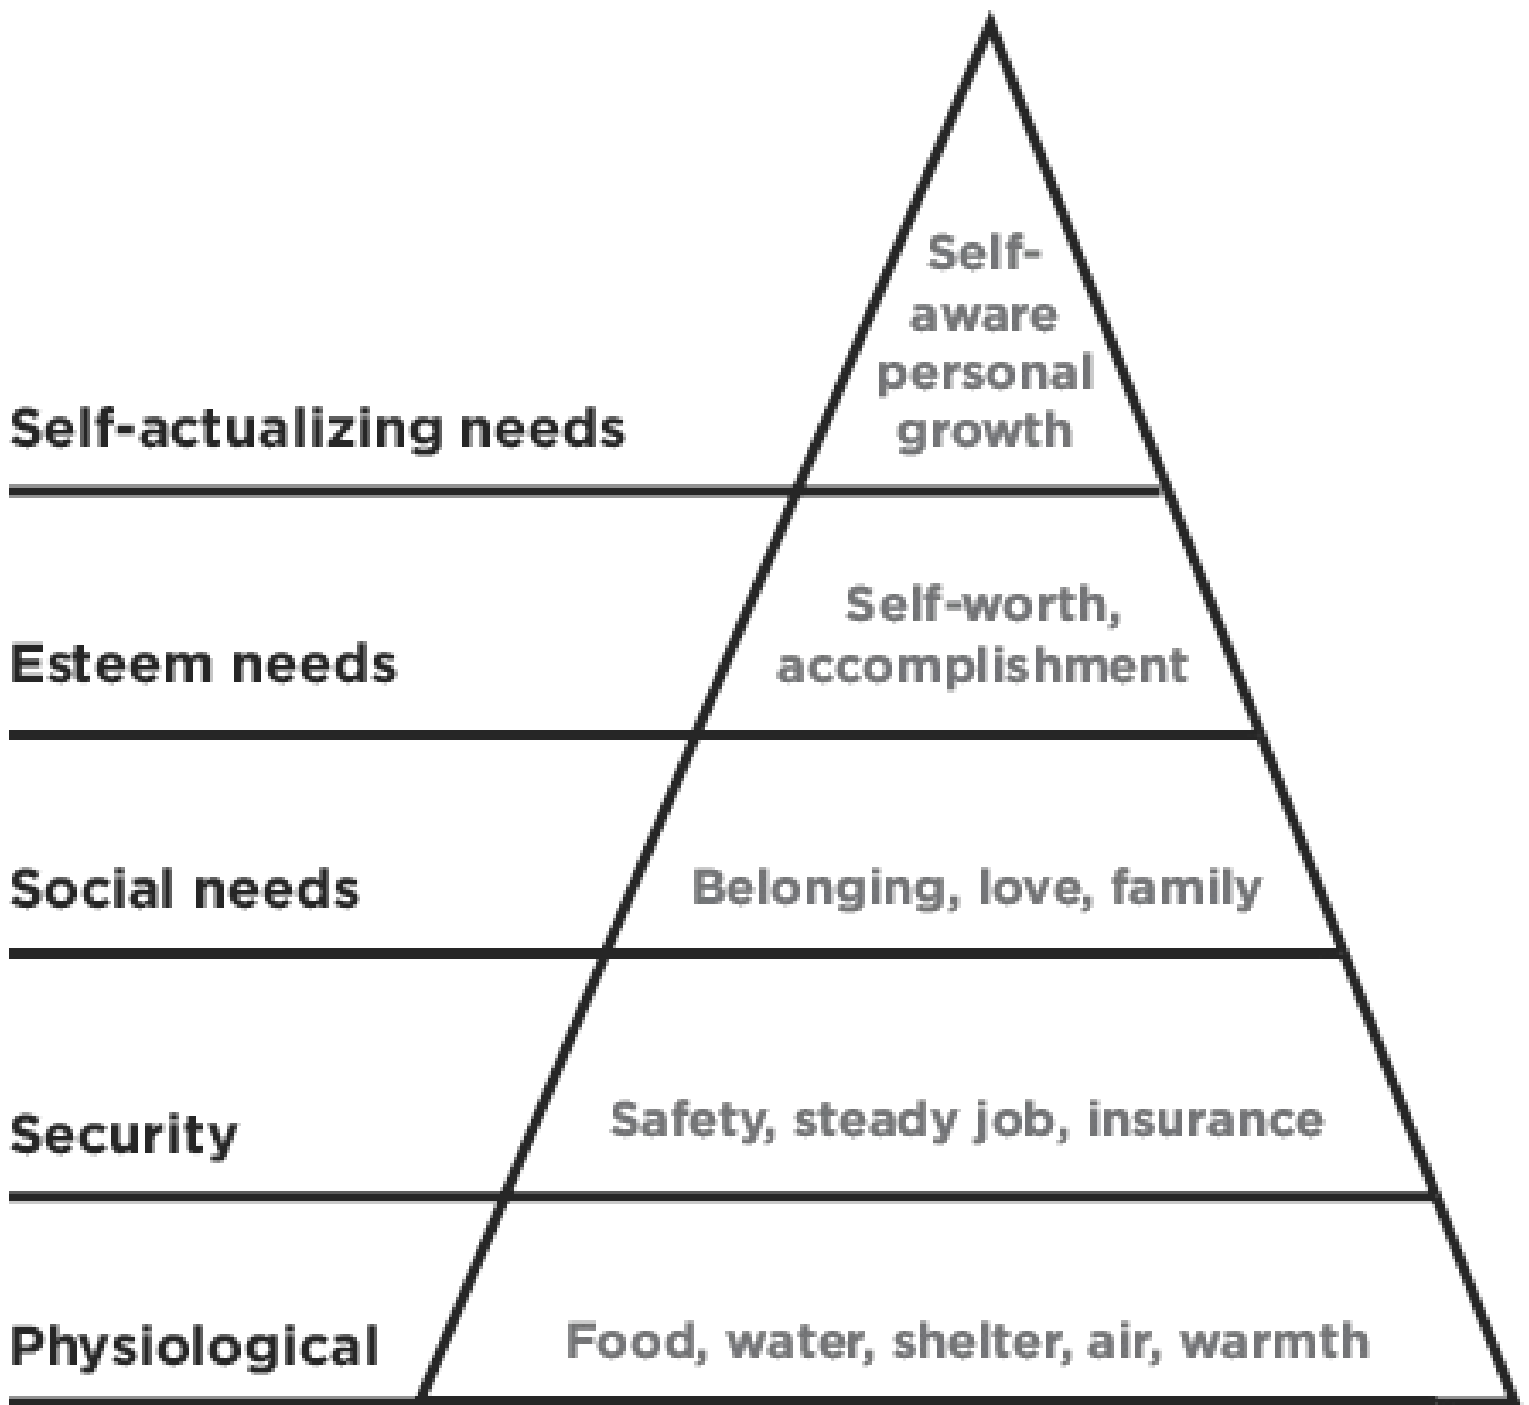 Self-
aware
personal
growth
Self-actualizing needs
Self-worth,
accomplishment
Esteem needs
Social needs
Belonging, love, family
Security
Safety, steady job, insurance
Physiological
Food, water, shelter, air, warmth